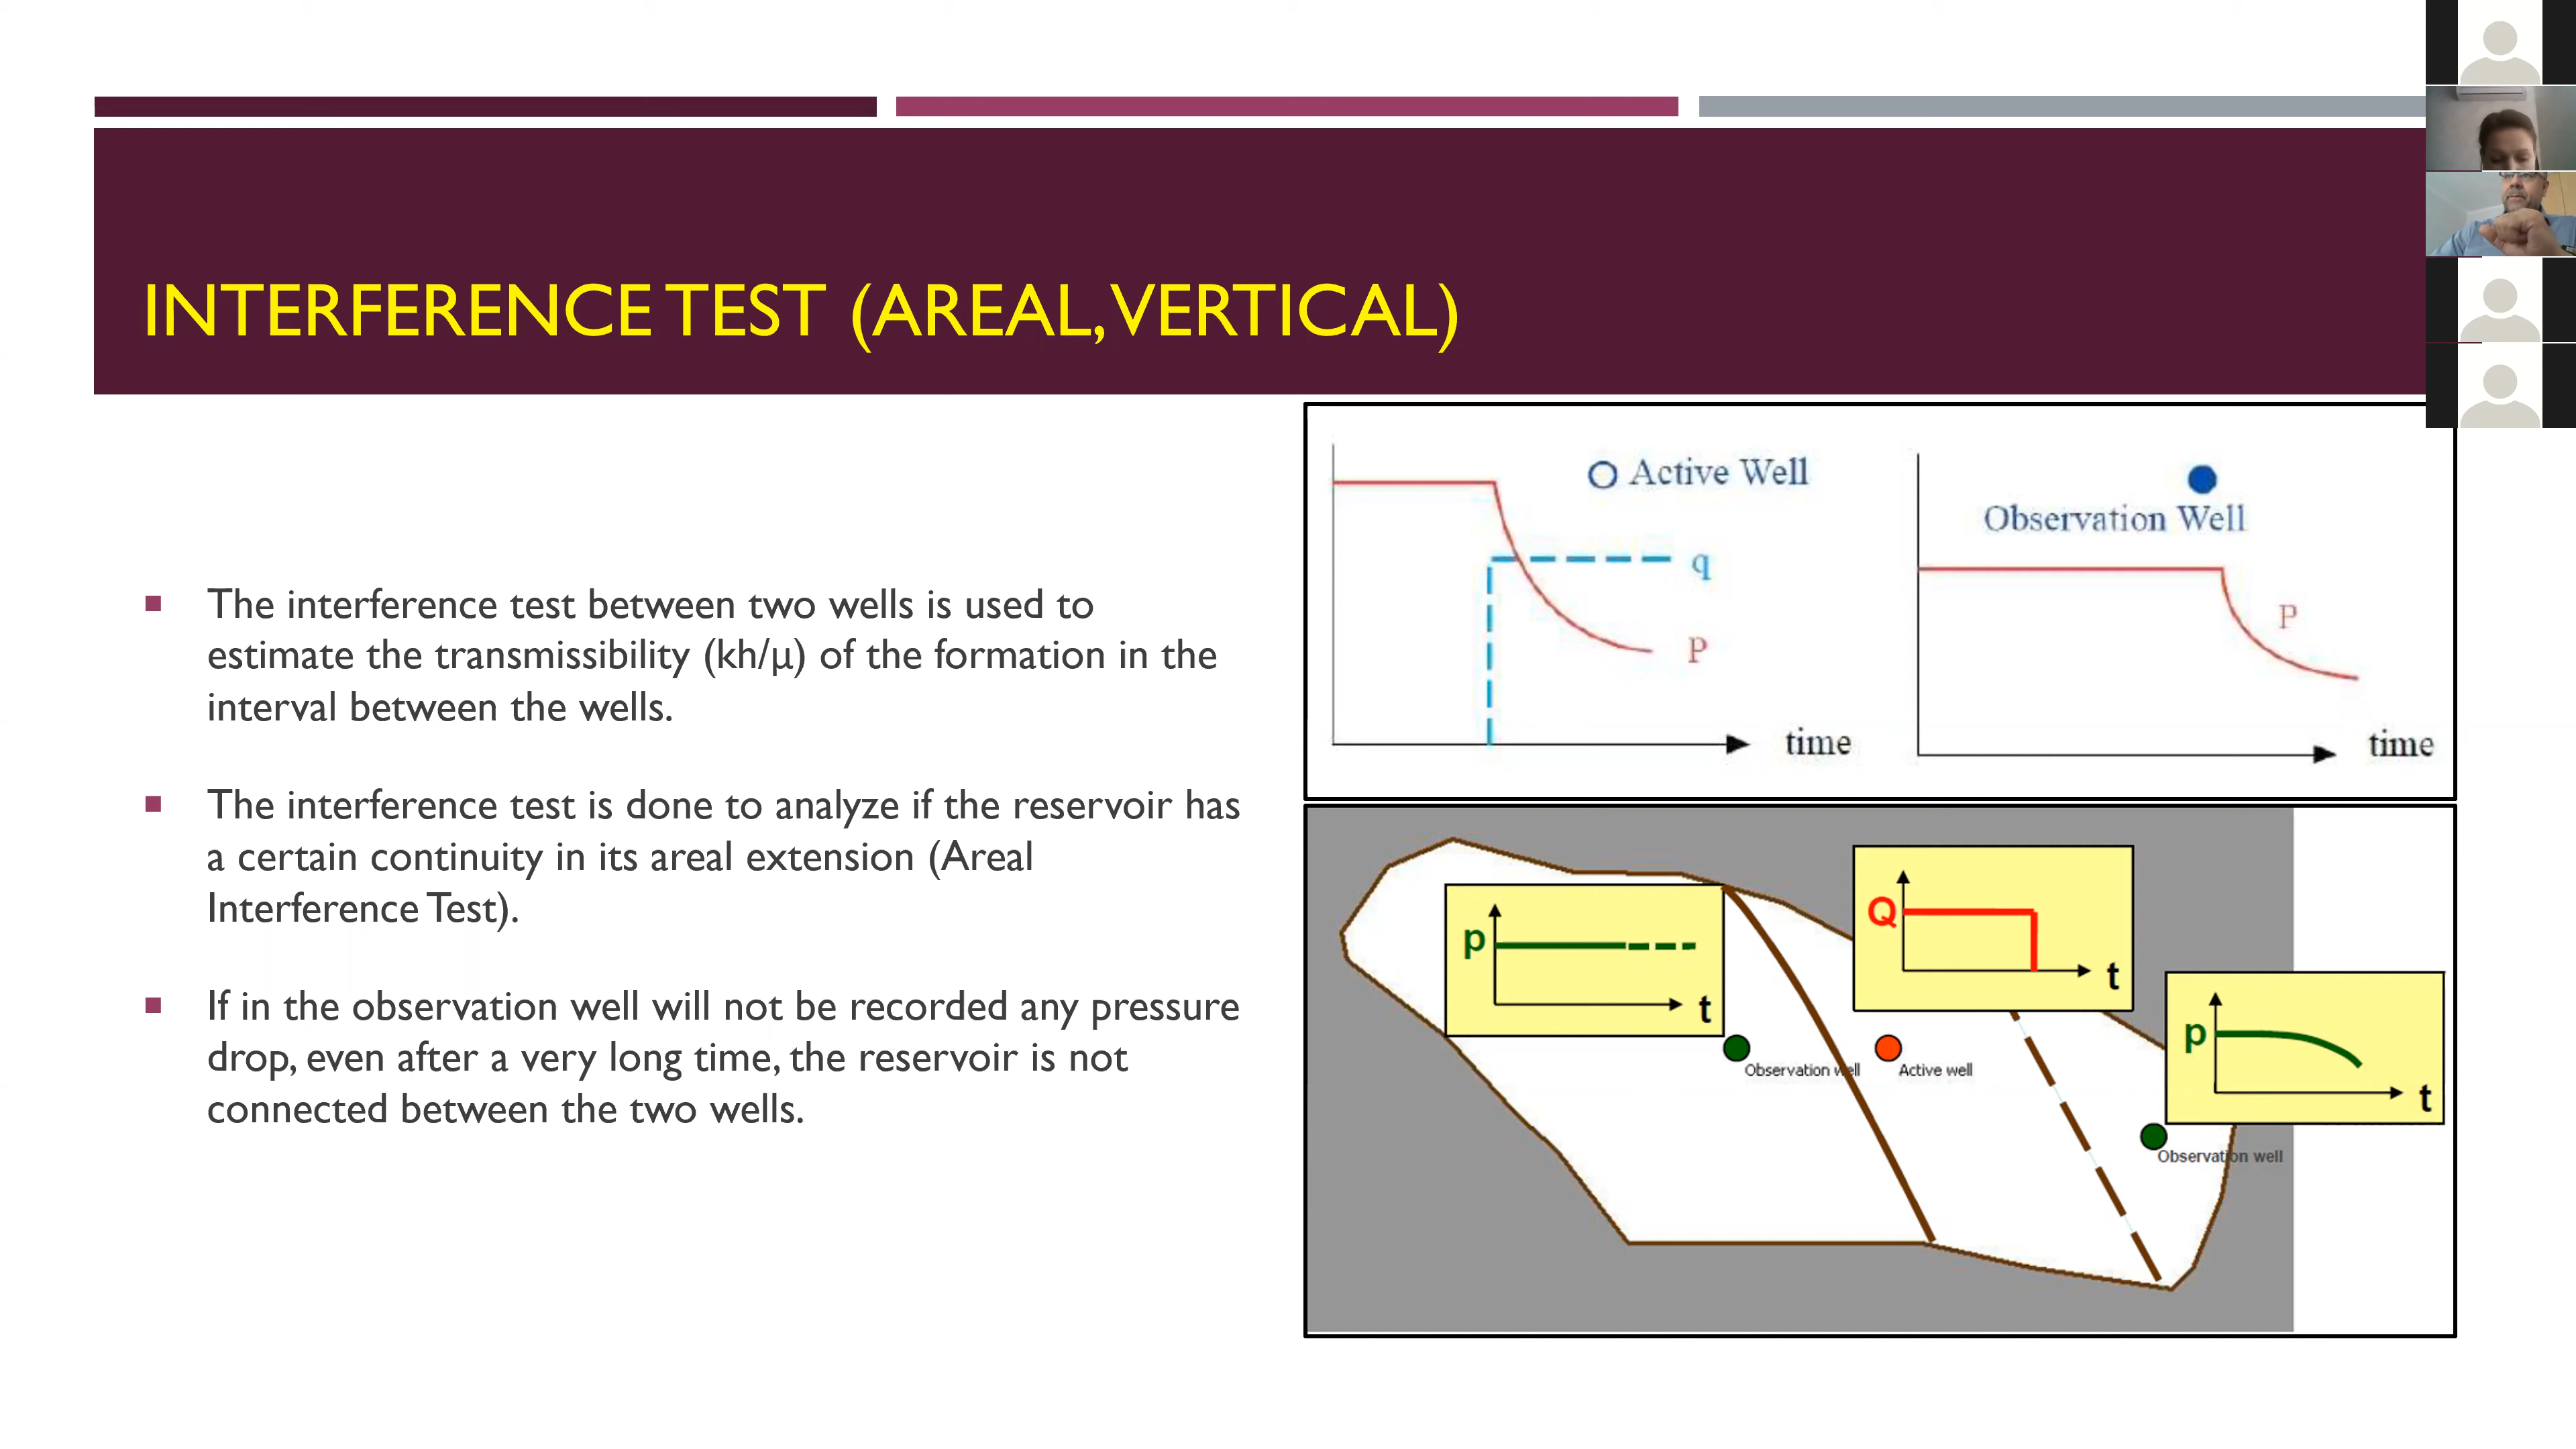 INTERFERENCE TEST (AREAL, VERTICAL)
The interference test between two wells is used to
estimate the transmissibility (kh/μ) of the formation in the
interval between the wells.
The interference test is done to analyze if the reservoir has
a certain continuity in its areal extension (Areal
Interference Test).
If in the observation well will not be recorded any pressure
drop, even after a very long time, the reservoir is not
connected between the two wells.
Active Well
q
P
time
Observation Well
P
time
p
t
Q
t
p
t
Observation well
Active well
Observation well